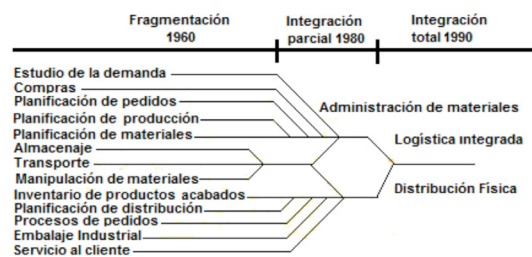 Fragmentación
1960
Integración
parcial 1980
Integración
total 1990
Estudio de la demanda
Compras
Planificación de pedidos
Planificación de producción
Planificación de materiales
Almacenaje
Transporte
Manipulación de materiales
Inventario de productos acabados
Planificación de distribución
Procesos de pedidos
Embalaje Industrial
Servicio al cliente
Administración de materiales
Logística integrada
Distribución Física